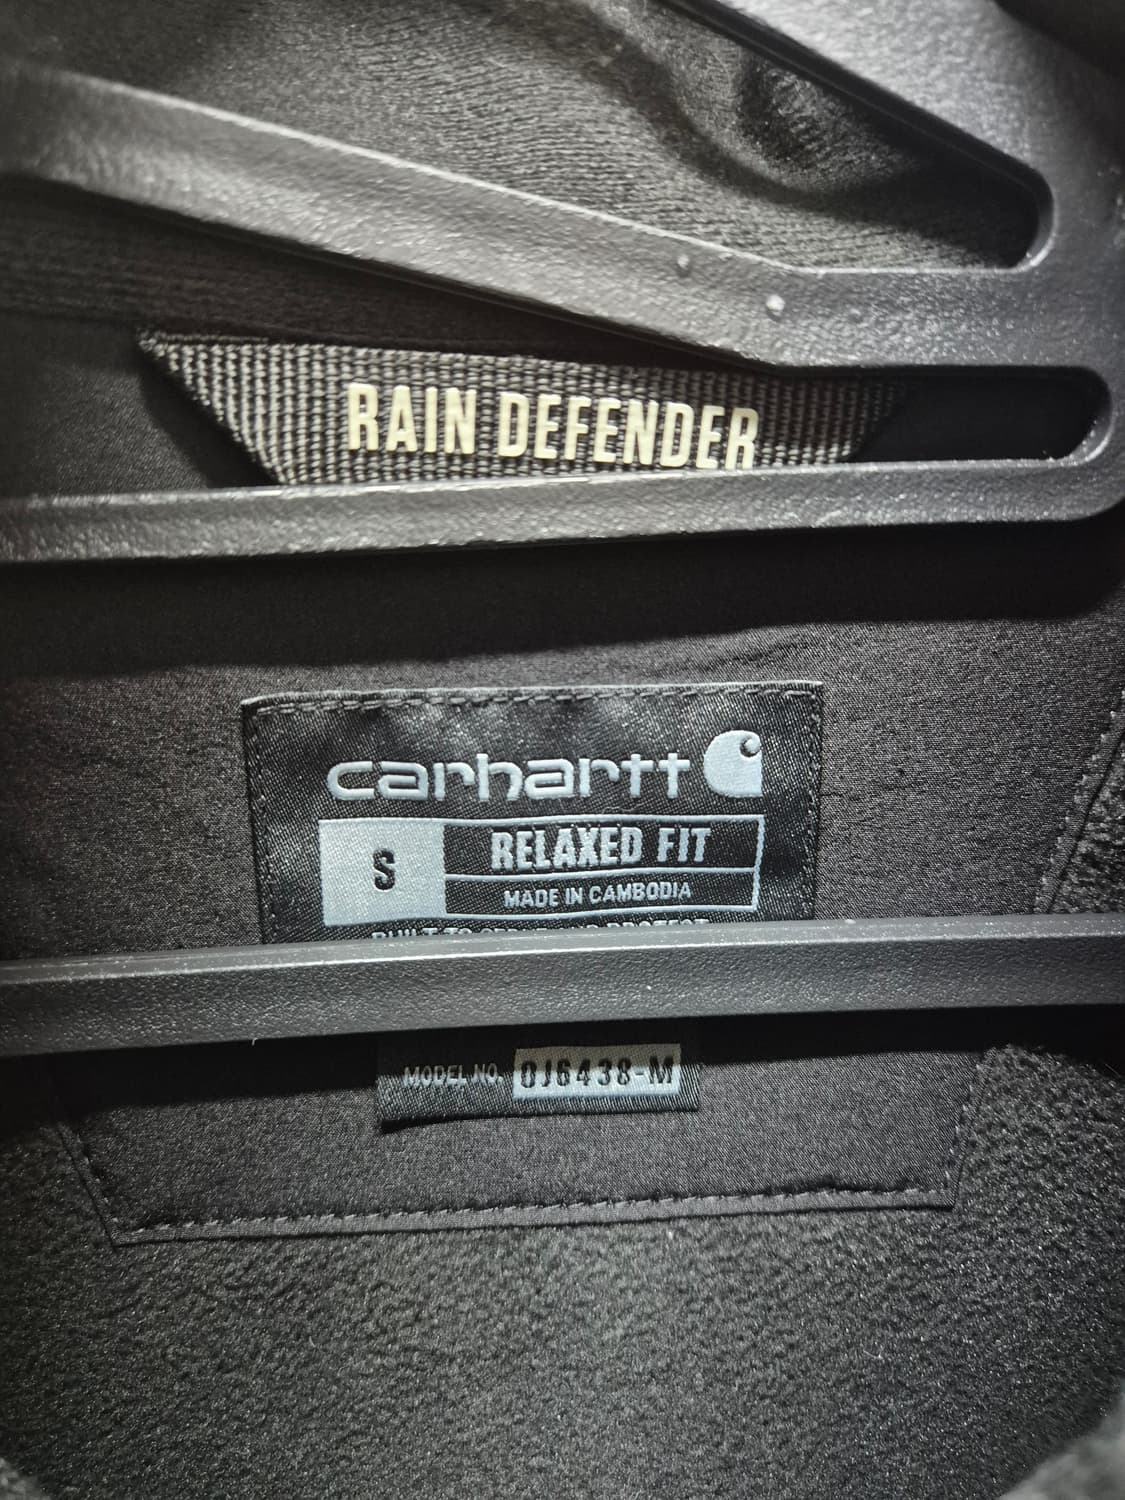 RAIN DEFENDER
carhartt
S
RELAXED FIT
MADE IN CAMBODIA
MODEL NO. OJ6438-M